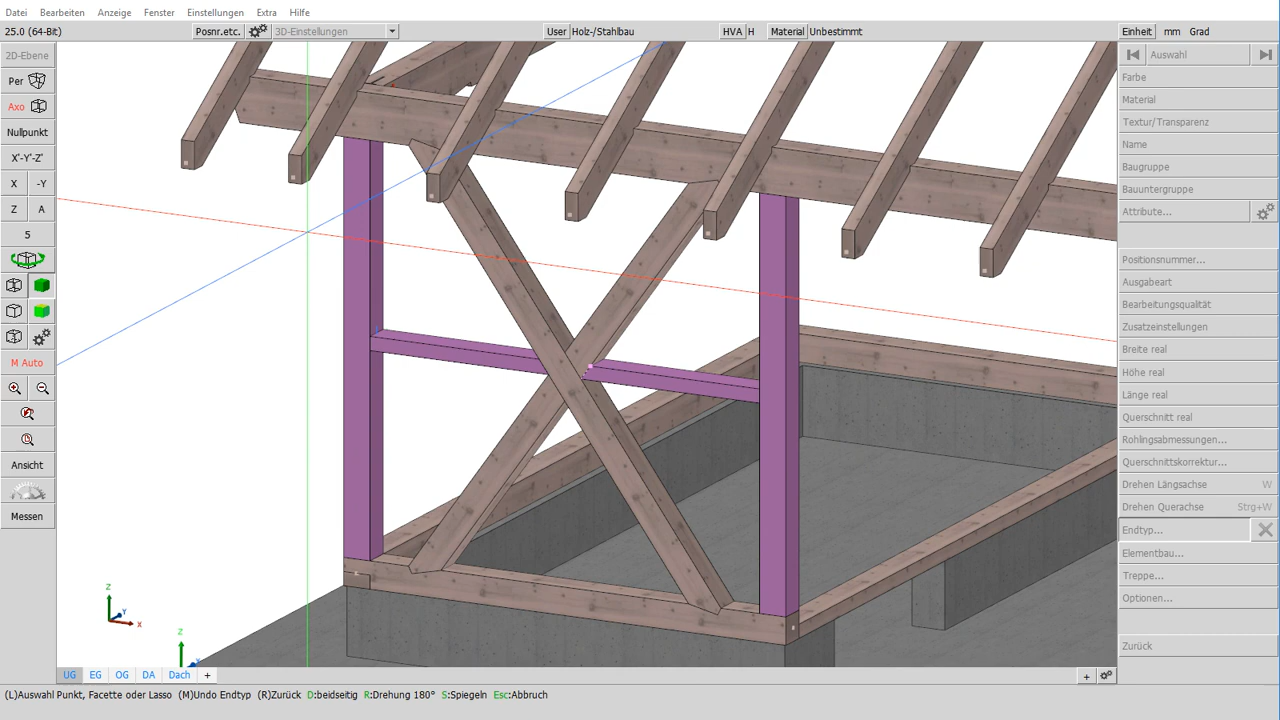 Datei Bearbeiten Anzeige Fenster Einstellungen Extra Hilfe
25.0 (64-Bit) Posnr.etc. 3D-Einstellungen User Holz-/Stahlbau HVA H Material Unbestimmt Einheit mm Grad
2D-Ebene
Per
Axo
Nullpunkt
X'-Y'-Z'
X -Y
Z A
5
M Auto
Ansicht
Messen
Auswahl
Farbe
Material
Textur/Transparenz
Name
Baugruppe
Bauuntergruppe
Attribute...
Positionsnummer...
Ausgabeart
Bearbeitungsqualität
Zusatzeinstellungen
Breite real
Höhe real
Länge real
Querschnitt real
Rohlingsabmessungen...
Querschnittskorrektur...
Drehen Längsachse W
Drehen Querachse Strg+W
Endtyp...
Elementbau...
Treppe...
Optionen...
Zurück
Z
Y
X
Z
UG EG OG DA Dach + +
(L)Auswahl Punkt, Facette oder Lasso (M)Undo Endtyp (R)Zurück D:beidseitig R:Drehung 180° S:Spiegeln Esc:Abbruch